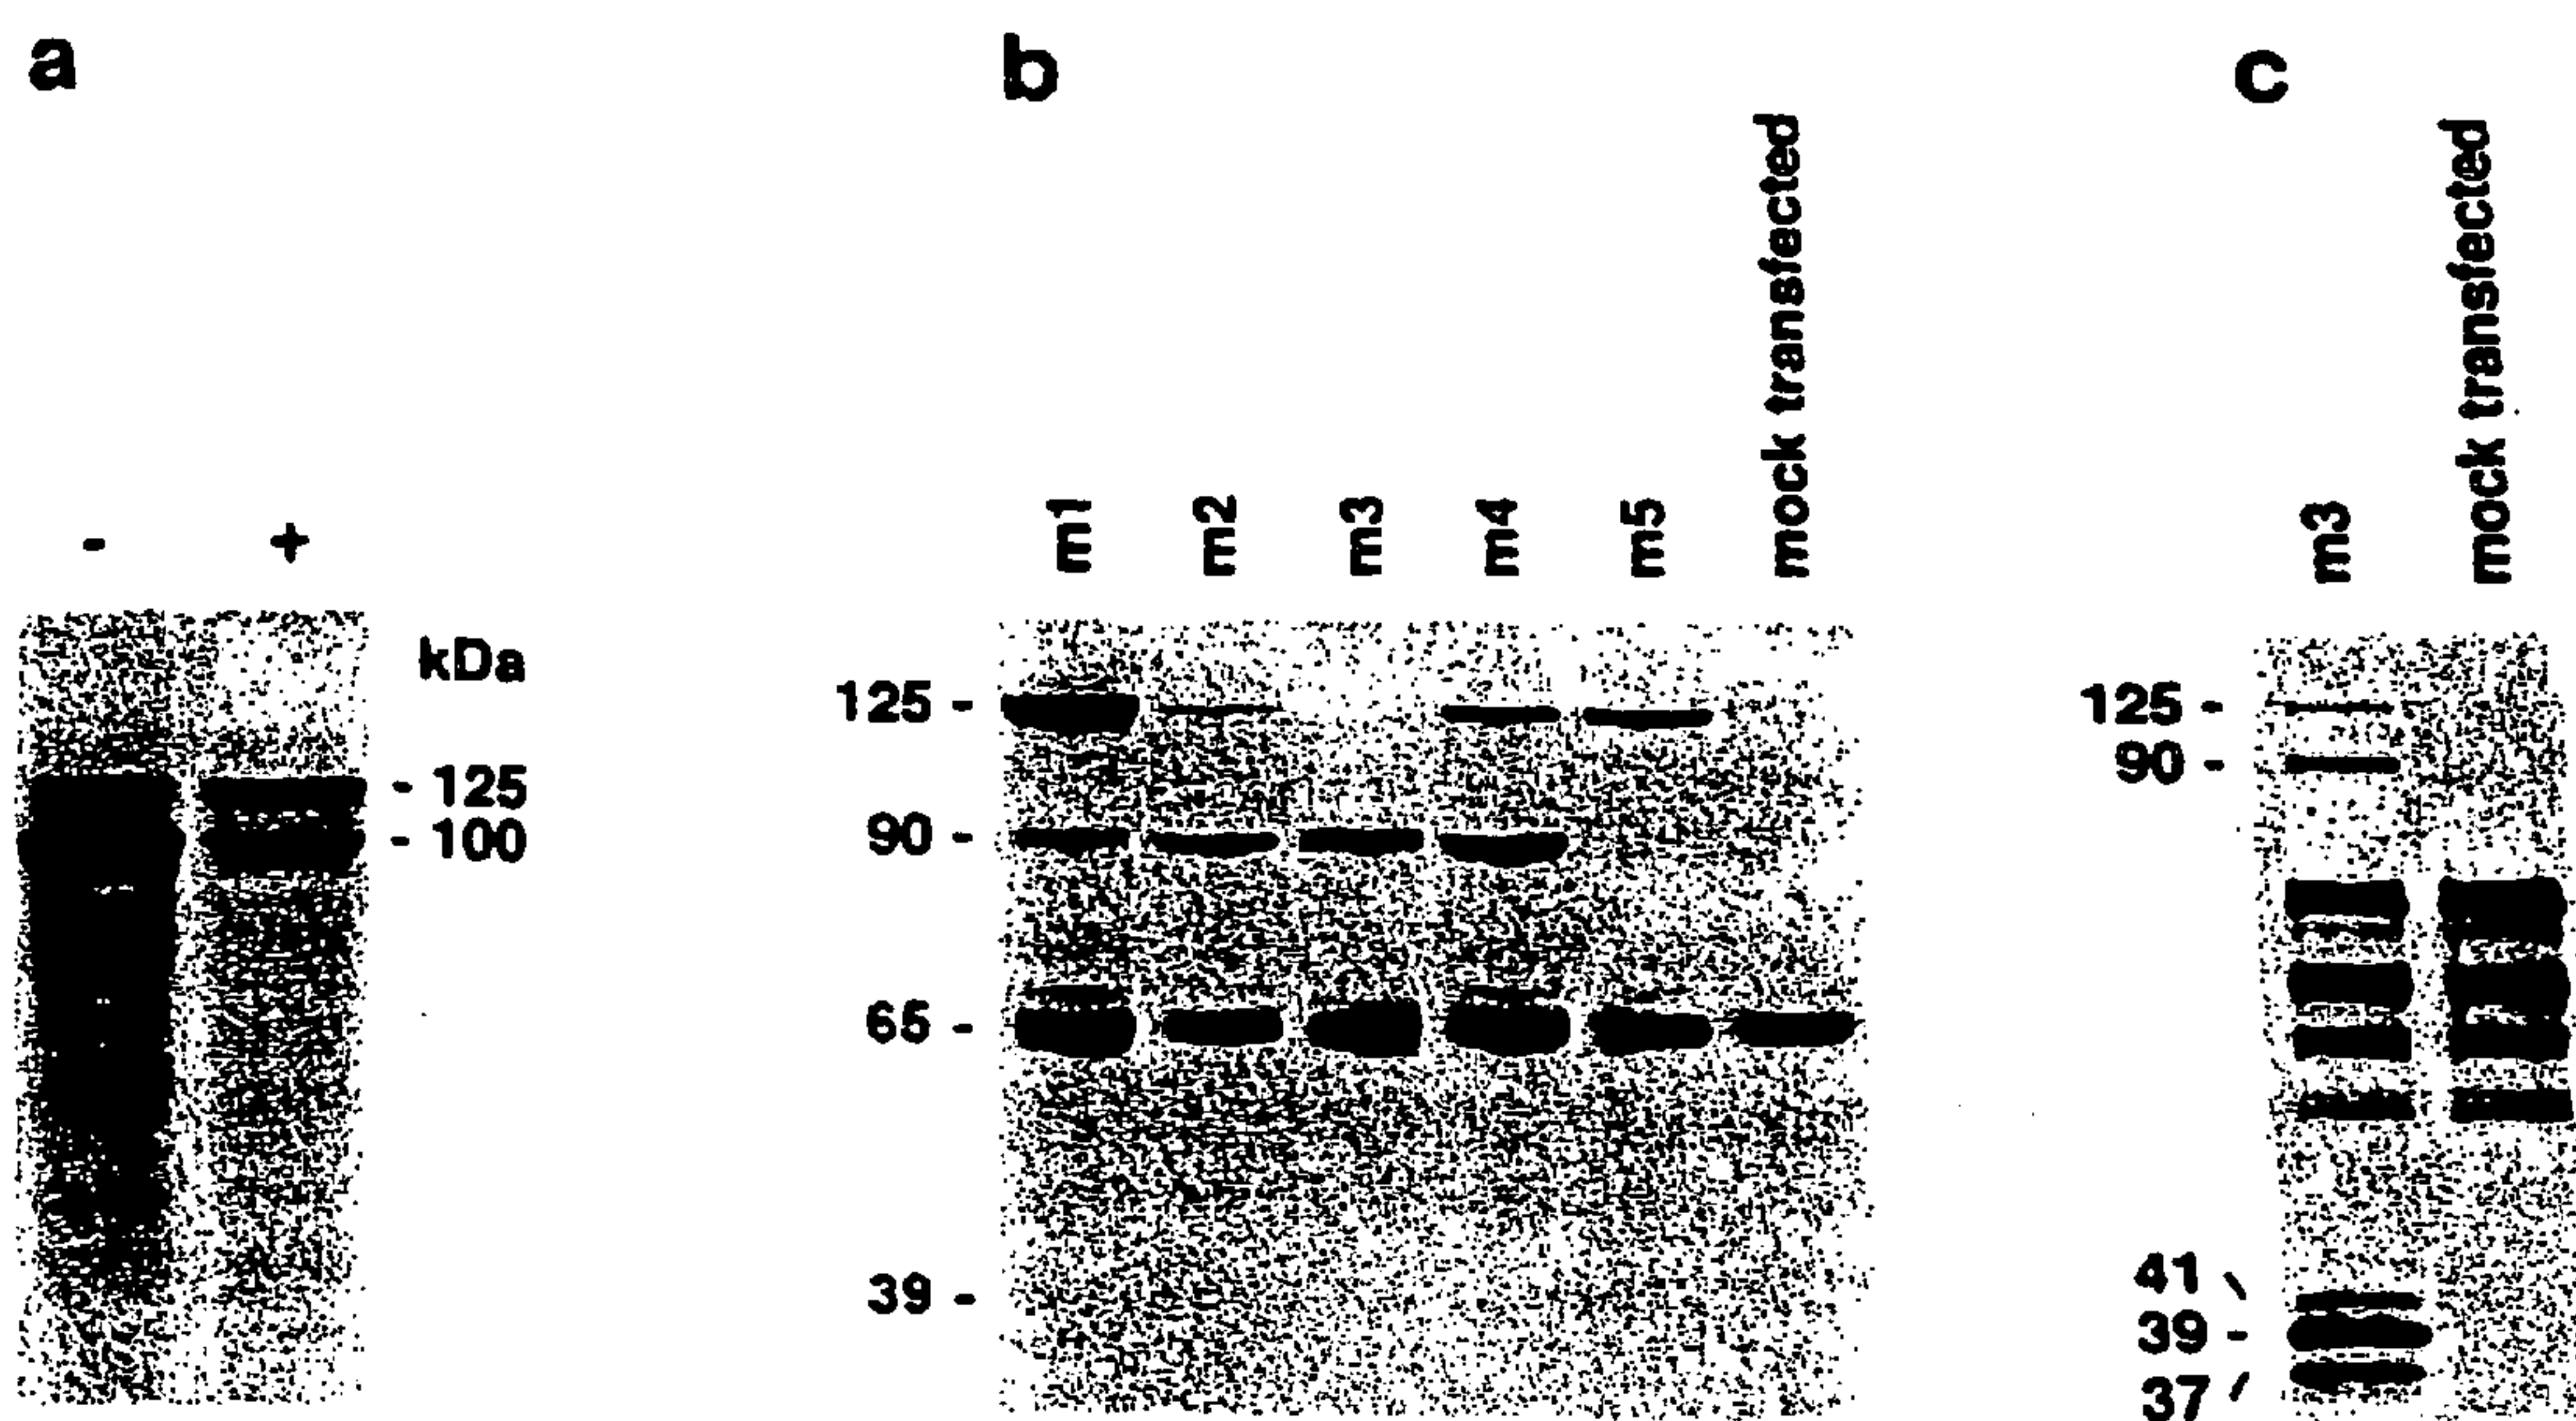 a
- +
kDa
- 125
- 100
b
m1 m2 m3 m4 m5 mock transfected
125 -
90 -
65 -
39 -
c
m3 mock transfected
125 -
90 -
41 \
39 -
37 /